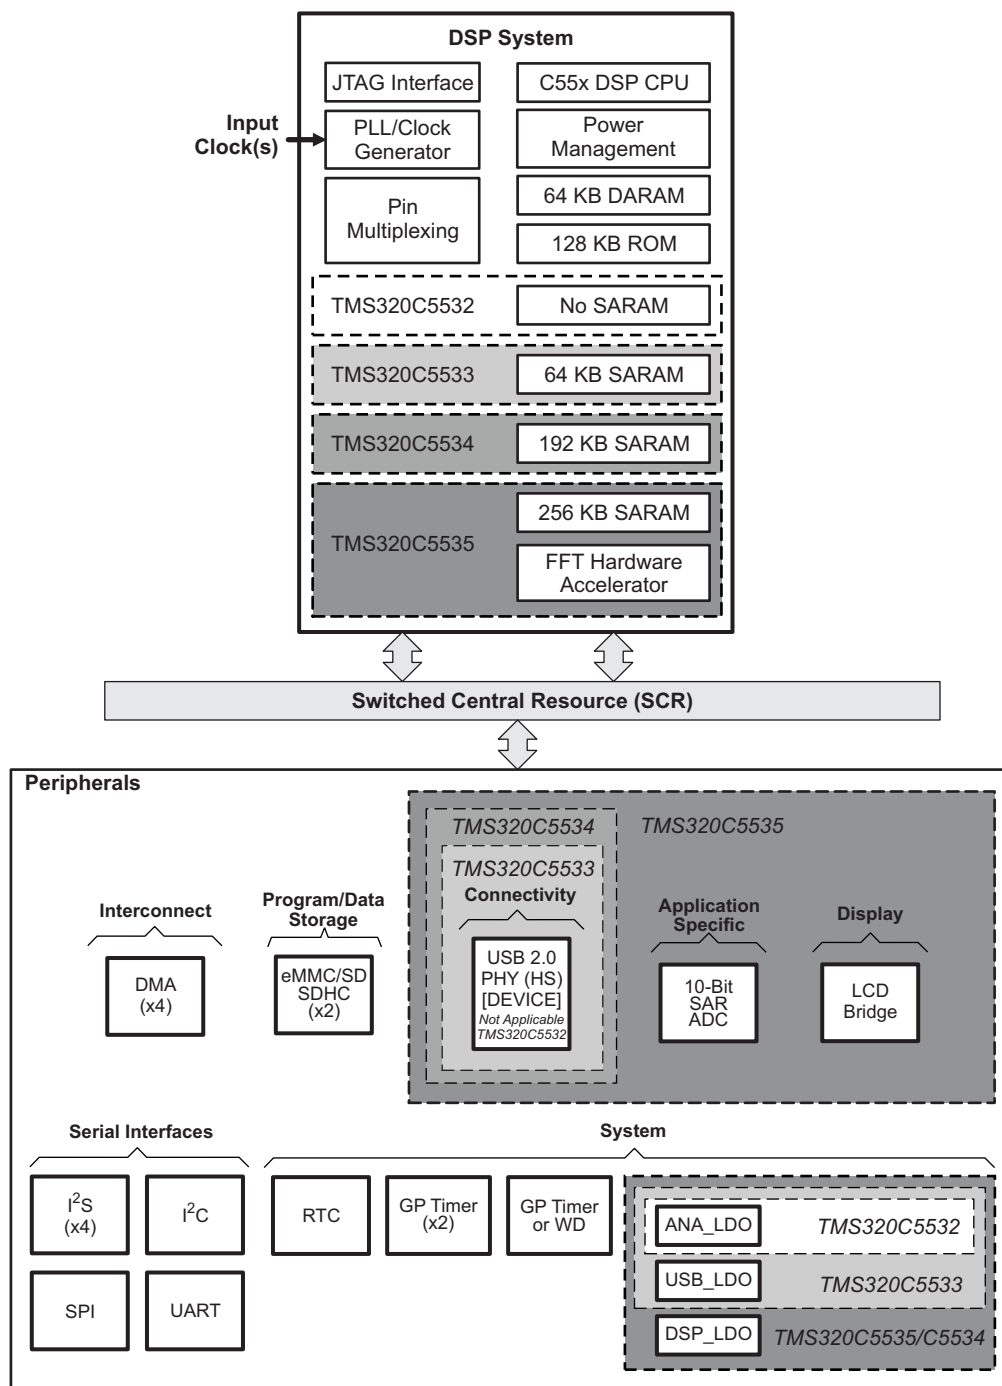 DSP System
JTAG Interface
C55x DSP CPU
Input
Clock(s)
PLL/Clock
Generator
Power
Management
Pin
Multiplexing
64 KB DARAM
128 KB ROM
TMS320C5532
No SARAM
TMS320C5533
64 KB SARAM
TMS320C5534
192 KB SARAM
TMS320C5535
256 KB SARAM
FFT Hardware
Accelerator
Switched Central Resource (SCR)
Peripherals
TMS320C5534
TMS320C5535
TMS320C5533
Interconnect
DMA
(x4)
Program/Data
Storage
eMMC/SD
SDHC
(x2)
Connectivity
USB 2.0
PHY (HS)
[DEVICE]
Not Applicable
TMS320C5532
Application
Specific
10-Bit
SAR
ADC
Display
LCD
Bridge
Serial Interfaces
I²S
(x4)
I²C
SPI
UART
System
RTC
GP Timer
(x2)
GP Timer
or WD
ANA_LDO
TMS320C5532
USB_LDO
TMS320C5533
DSP_LDO
TMS320C5535/C5534